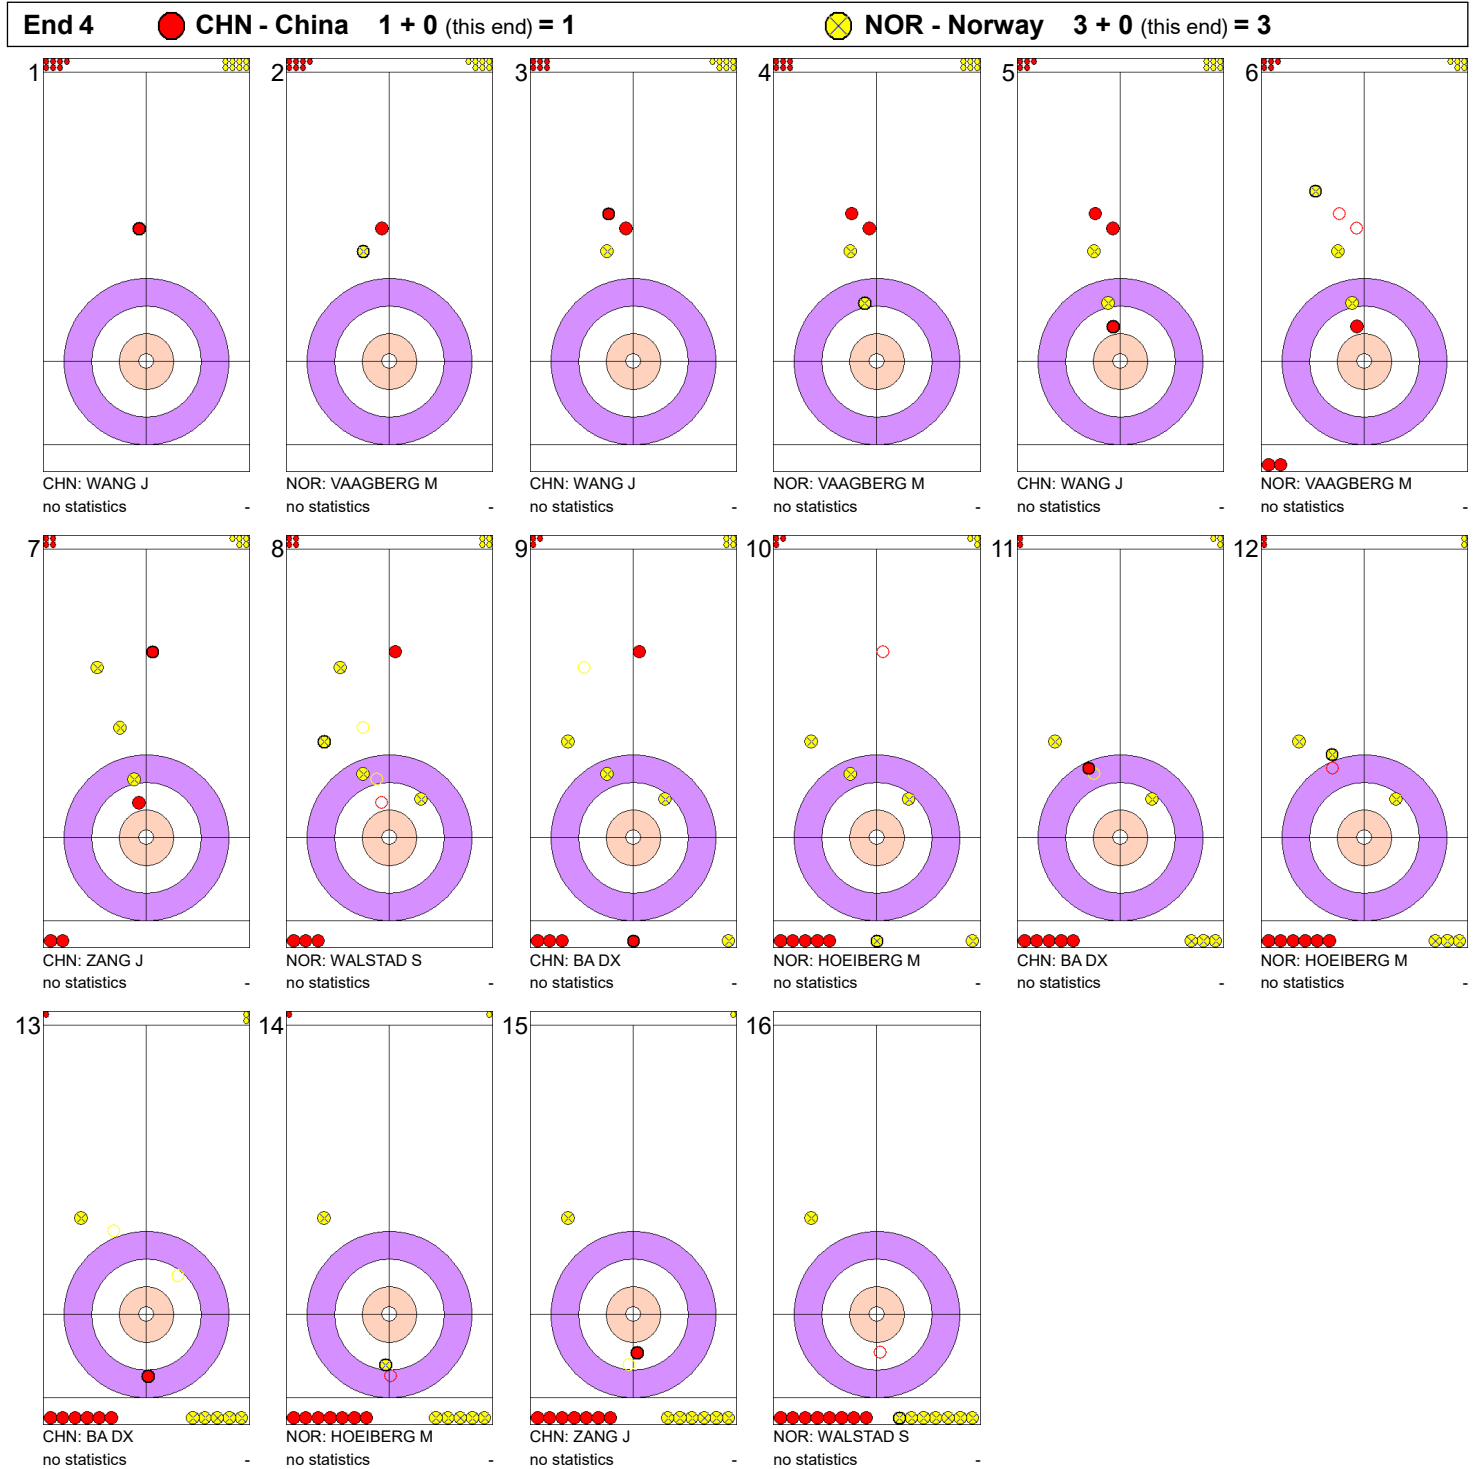 End 4 CHN - China 1 + 0 (this end) = 1 NOR - Norway 3 + 0 (this end) = 3
1 2 3 4 5 6
CHN: WANG J NOR: VAAGBERG M CHN: WANG J NOR: VAAGBERG M CHN: WANG J NOR: VAAGBERG M
no statistics - no statistics - no statistics - no statistics - no statistics - no statistics -
7 8 9 10 11 12
CHN: ZANG J NOR: WALSTAD S CHN: BA DX NOR: HOEIBERG M CHN: BA DX NOR: HOEIBERG M
no statistics - no statistics - no statistics - no statistics - no statistics - no statistics -
13 14 15 16
CHN: BA DX NOR: HOEIBERG M CHN: ZANG J NOR: WALSTAD S
no statistics - no statistics - no statistics - no statistics -